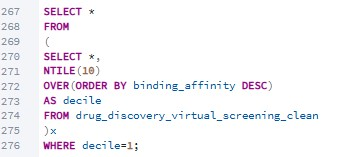 267 SELECT *
268 FROM
269 (
270 SELECT *,
271 NTILE(10)
272 OVER(ORDER BY binding_affinity DESC)
273 AS decile
274 FROM drug_discovery_virtual_screening_clean
275 )x
276 WHERE decile=1;